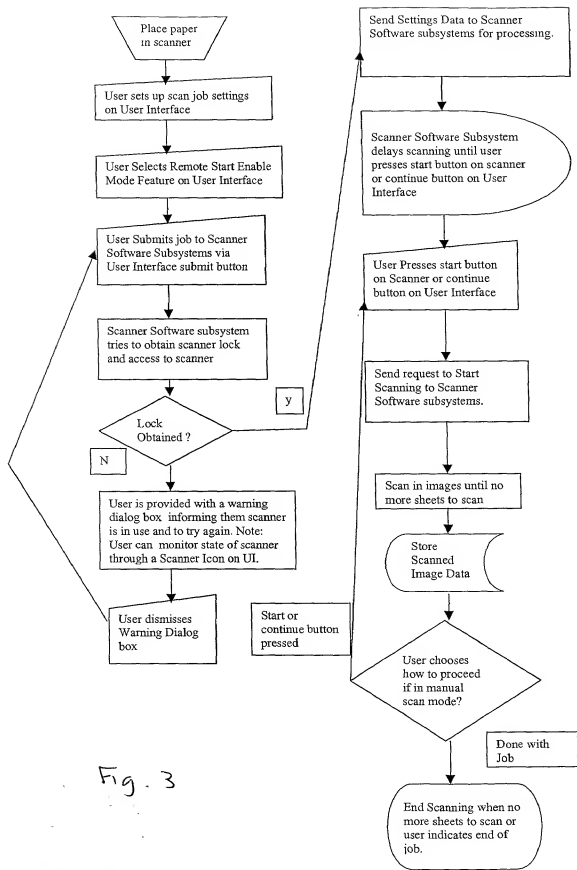 Place paper
in scanner
User sets up scan job settings
on User Interface
User Selects Remote Start Enable
Mode Feature on User Interface
User Submits job to Scanner
Software Subsystems via
User Interface submit button
Scanner Software subsystem
tries to obtain scanner lock
and access to scanner
Lock
Obtained ?
y
N
User is provided with a warning
dialog box informing them scanner
is in use and to try again. Note:
User can monitor state of scanner
through a Scanner Icon on UI.
User dismisses
Warning Dialog
box
Send Settings Data to Scanner
Software subsystems for processing.
Scanner Software Subsystem
delays scanning until user
presses start button on scanner
or continue button on User
Interface
User Presses start button
on Scanner or continue
button on User Interface
Send request to Start
Scanning to Scanner
Software subsystems.
Scan in images until no
more sheets to scan
Store
Scanned
Image Data
Start or
continue button
pressed
User chooses
how to proceed
if in manual
scan mode?
Done with
Job
End Scanning when no
more sheets to scan or
user indicates end of
job.
Fig. 3